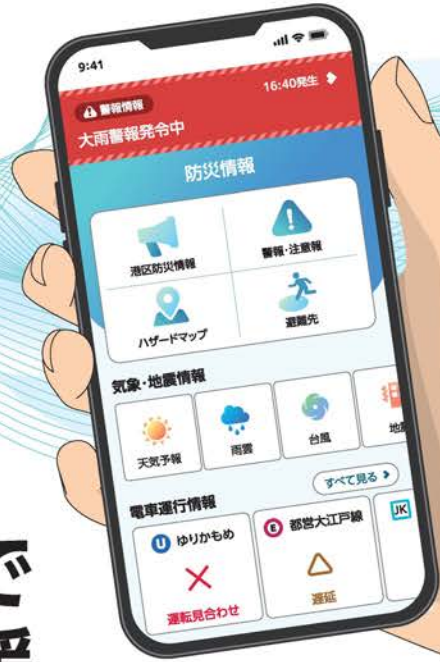 9:41
警報情報
16:40発生
大雨警報発令中
防災情報
港区防災情報
警報・注意報
ハザードマップ
避難先
気象・地震情報
天気予報
雨雲
台風
すべて見る
電車運行情報
U ゆりかもめ
E 都営大江戸線
JK
運転見合わせ
遅延